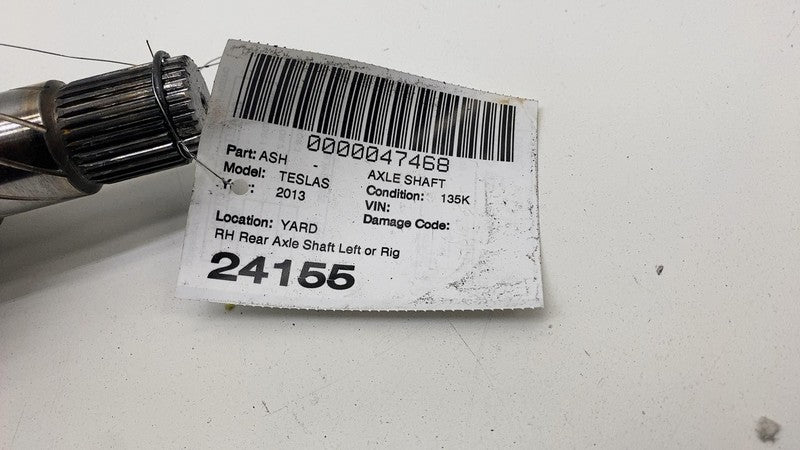 0000047468
Part: ASH - AXLE SHAFT
Model: TESLAS Condition: 135K
2013 VIN:
Damage Code:
Location: YARD
RH Rear Axle Shaft Left or Rig
24155